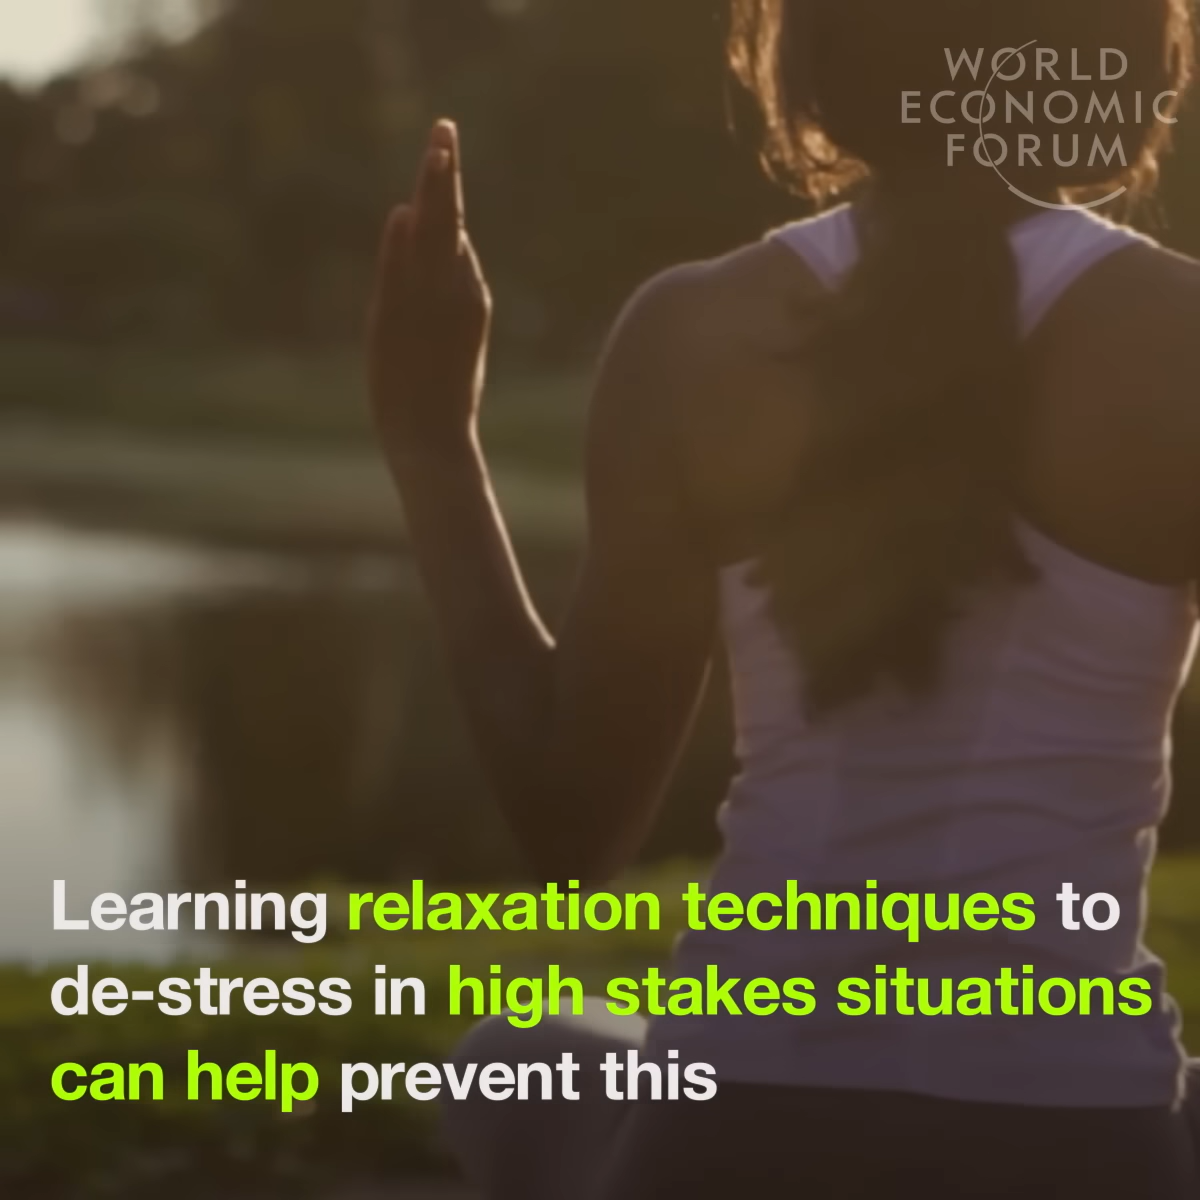 WORLD
ECONOMIC
FORUM
Learning relaxation techniques to
de-stress in high stakes situations
can help prevent this